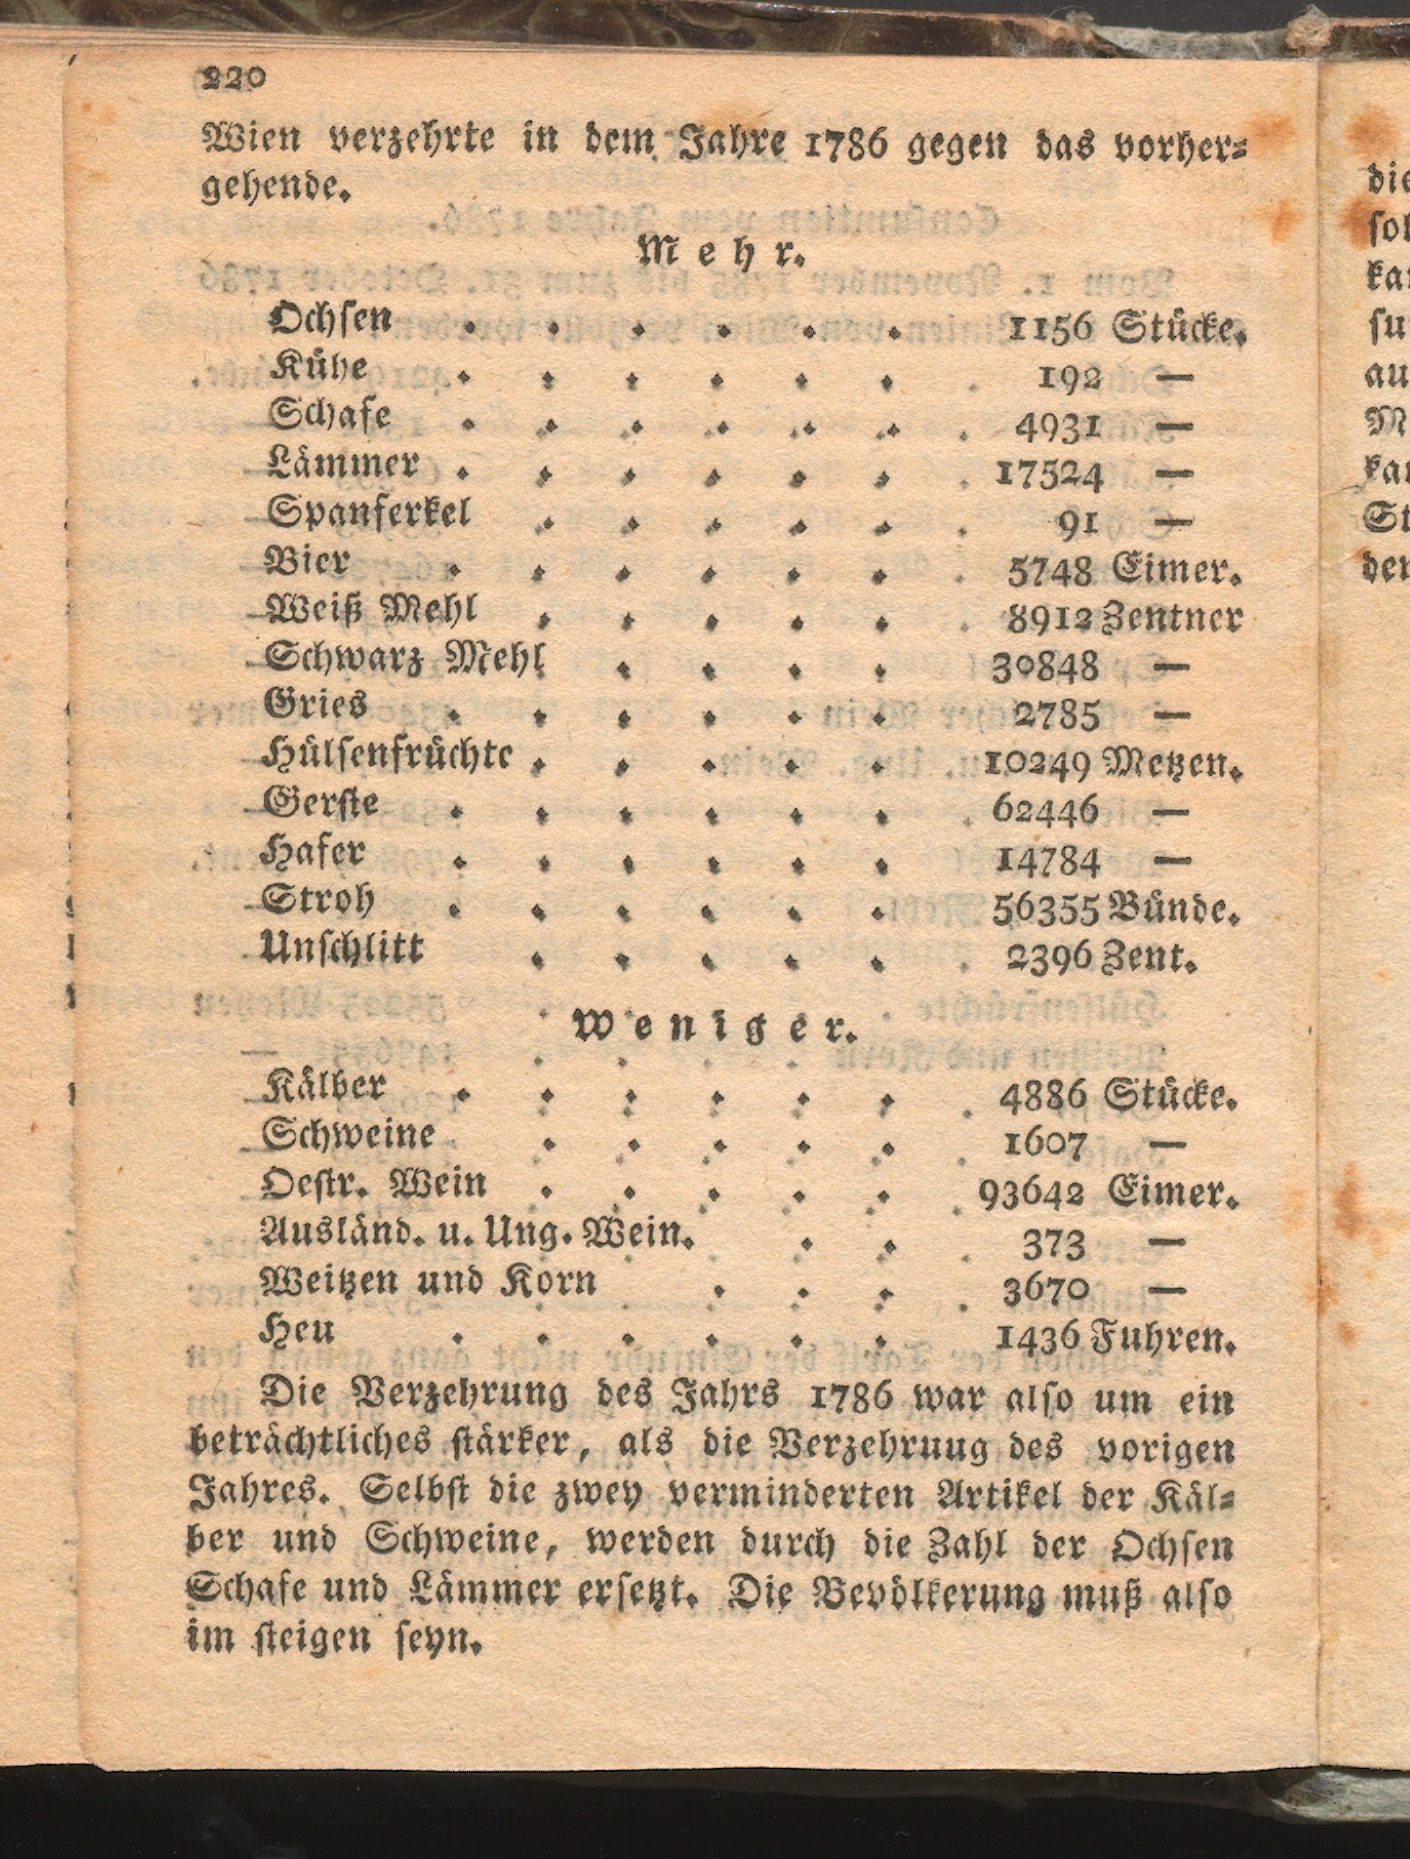 220
Wien verzehrte in dem Jahre 1786 gegen das vorher-
gehende.
Mehr.
Ochsen . . . . . . 1156 Stücke.
Kühe . . . . . . . 192 —
Schafe . . . . . . . 4931 —
Lämmer . . . . . . . 17524 —
Spanferkel . . . . . . 91 —
Bier . . . . . . . 5748 Eimer.
Weiß Mehl . . . . . . 8912 Zentner
Schwarz Mehl . . . . 30848 —
Gries . . . . . . 2785 —
Hülsenfrüchte . . . . . 10249 Metzen.
Gerste . . . . . . . 62446 —
Hafer . . . . . . 14784 —
Stroh . . . . . . 56355 Bünde.
Unschlitt . . . . . . 2396 Zent.
Weniger.
Kälber . . . . . . . 4886 Stücke.
Schweine . . . . . . 1607 —
Oestr. Wein . . . . . . 93642 Eimer.
Ausländ. u. Ung. Wein. . . . 373 —
Weitzen und Korn . . . . 3670 —
Heu . . . . . . 1436 Fuhren.
Die Verzehrung des Jahrs 1786 war also um ein
beträchtliches stärker, als die Verzehruug des vorigen
Jahres. Selbst die zwey verminderten Artikel der Käl-
ber und Schweine, werden durch die Zahl der Ochsen
Schafe und Lämmer ersetzt. Die Bevölkerung muß also
im steigen seyn.